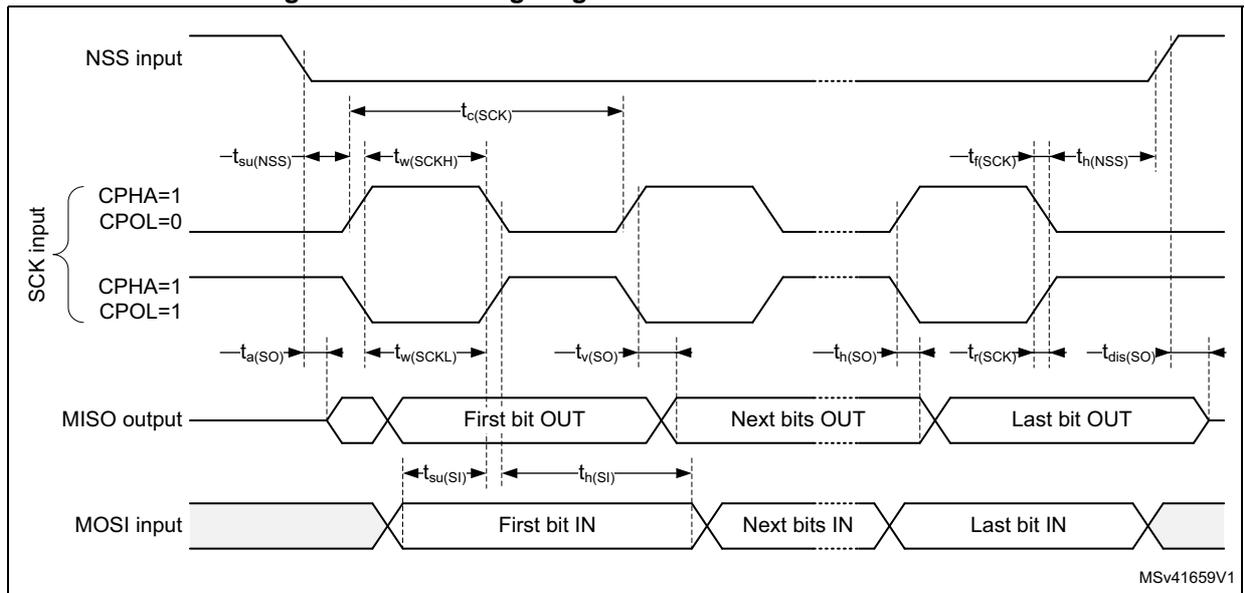 NSS input
tc(SCK)
tsu(NSS) tw(SCKH) tf(SCK) th(NSS)
SCK input
CPHA=1
CPOL=0
CPHA=1
CPOL=1
ta(SO) tw(SCKL) tv(SO) th(SO) tr(SCK) tdis(SO)
MISO output First bit OUT Next bits OUT Last bit OUT
tsu(SI) th(SI)
MOSI input First bit IN Next bits IN Last bit IN
MSv41659V1